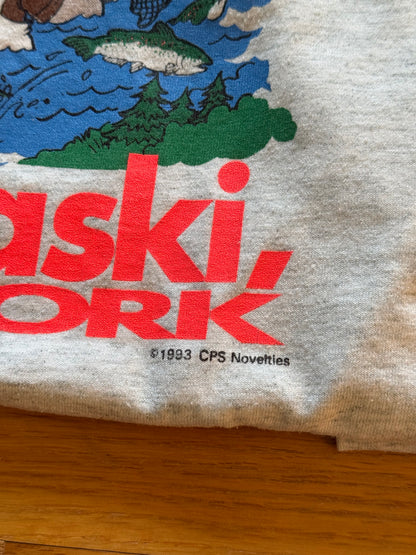 aski,
ORK
©1993 CPS Novelties